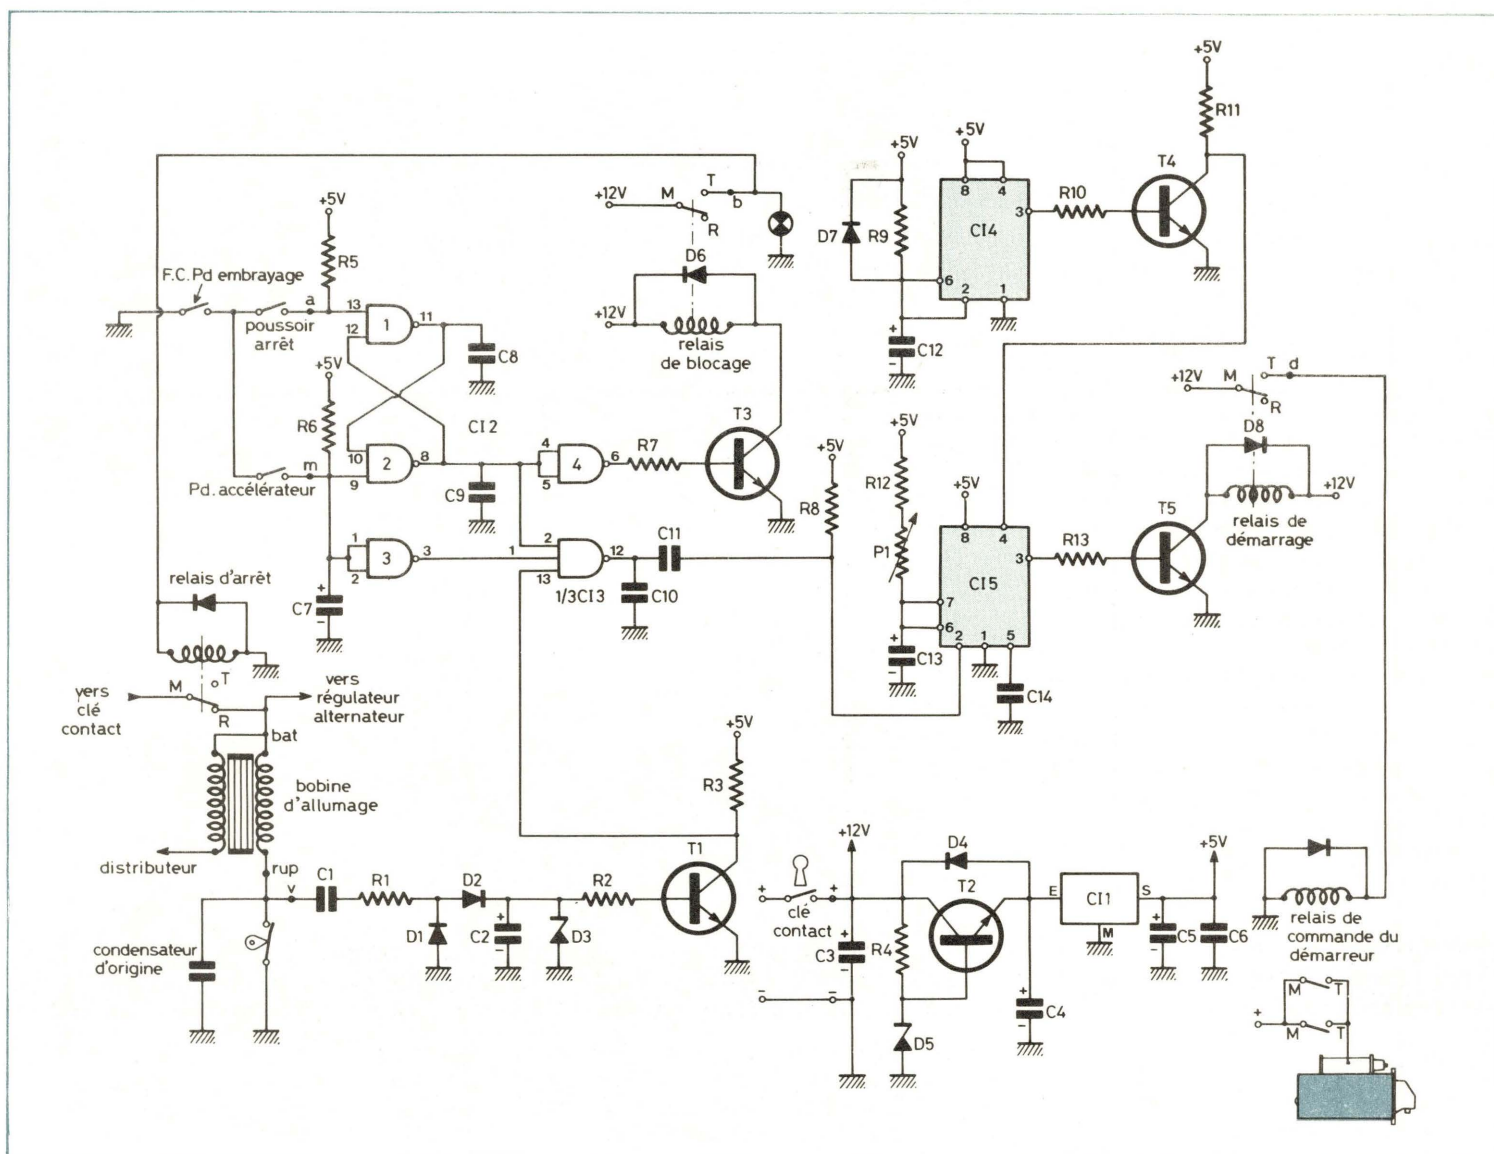 +5V
R11
+5V
+5V
T4
T
+12V
M
b
R
8
4
3
R10
+5V
D7
R9
CI4
R5
D6
F.C.Pd embrayage
6
a
13
2
1
poussoir
arrêt
12
1
11
+12V
C8
relais
de blocage
+
C12
-
+5V
R6
CI2
T3
+5V
+12V
M
T
d
R
D8
10
2
8
4
4
6
R7
+5V
R12
m
9
5
Pd. accélérateur
C9
R8
+5V
T5
+12V
relais de
démarrage
P1
8
4
3
R13
1
3
3
2
1
12
C11
2
13
1/3CI3
C10
CI5
relais d'arrêt
+
C7
-
7
6
2
1
5
+
C13
-
C14
vers
clé
contact
M
T
R
vers
régulateur
alternateur
bat
+5V
R3
bobine
d'allumage
distributeur
rup
v
C1
R1
D2
R2
T1
+12V
D4
T2
+5V
+
+
clé
contact
E
CI1
S
M
condensateur
d'origine
D1
+
C2
-
D3
+
C3
-
R4
+
C5
-
C6
relais de
commande du
démarreur
-
-
+
C4
-
D5
M
T
+
M
T